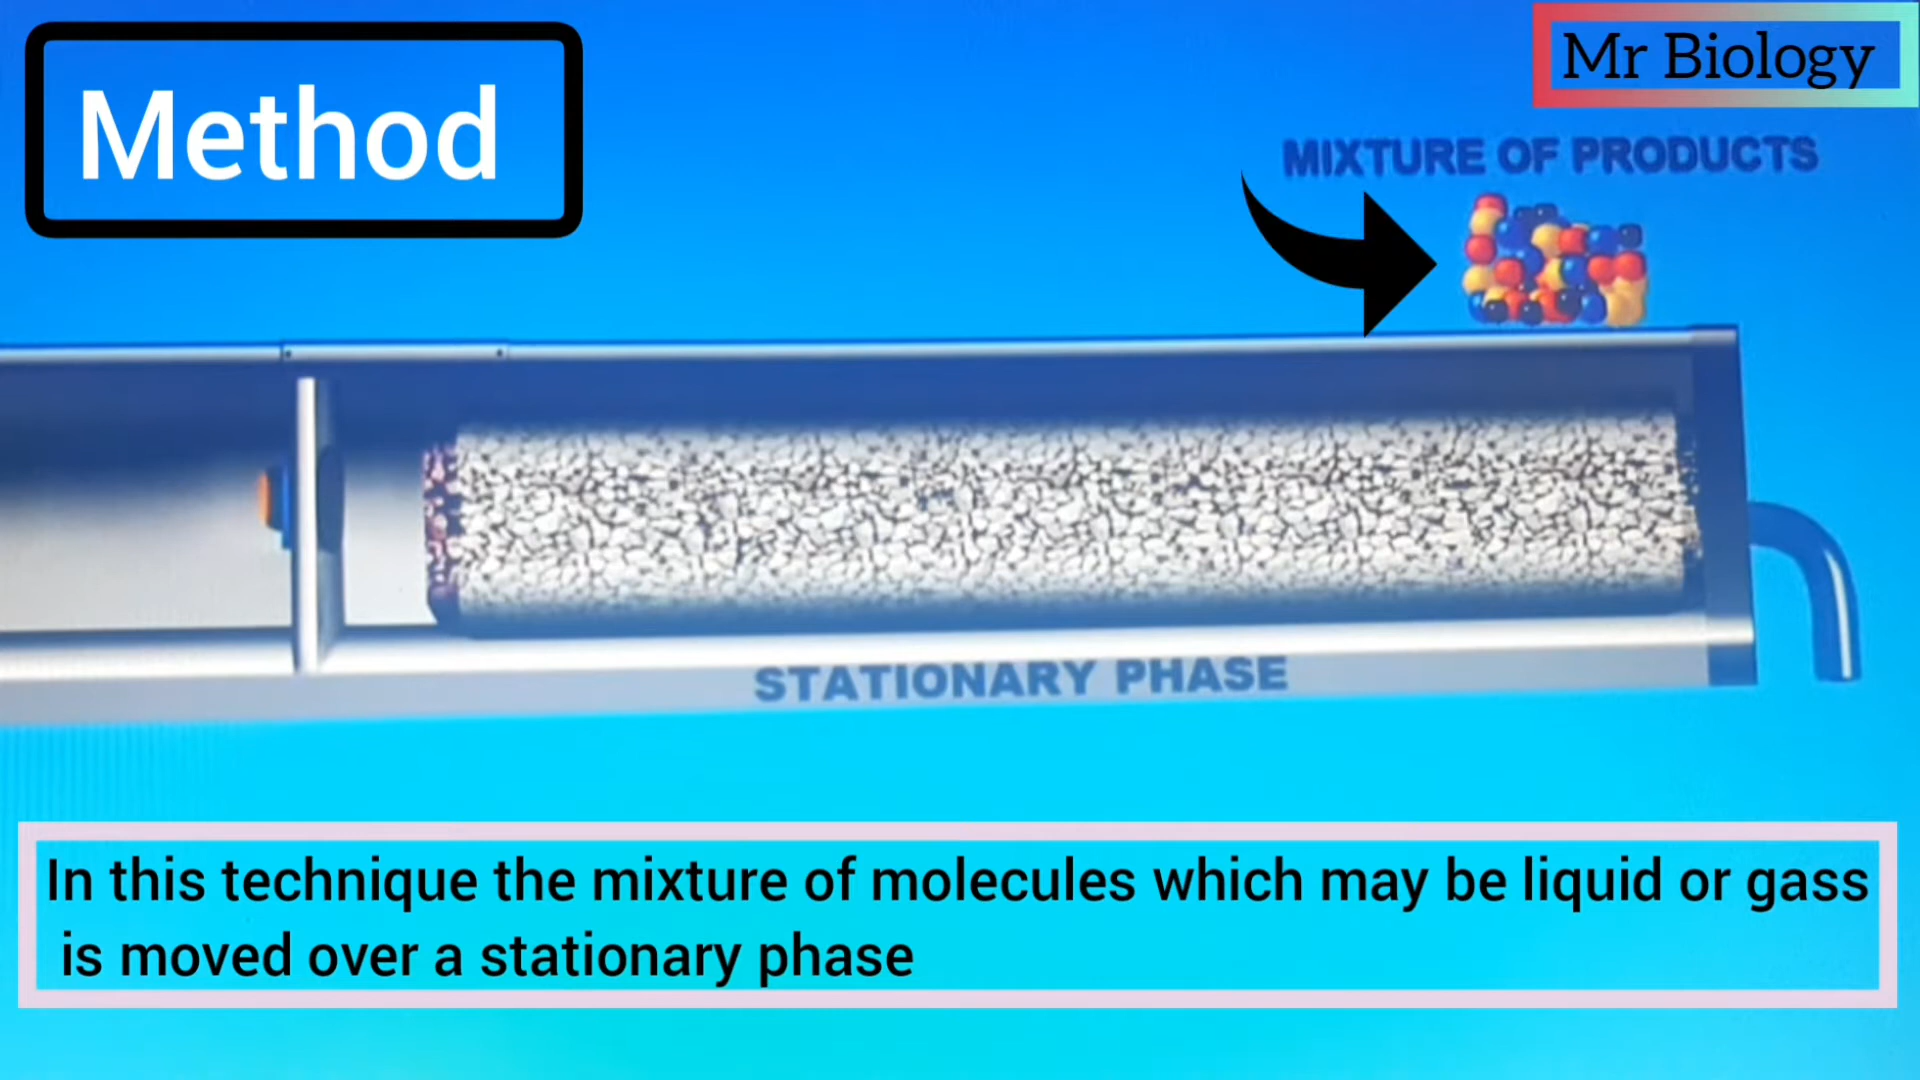 Method
Mr Biology
MIXTURE OF PRODUCTS
STATIONARY PHASE
In this technique the mixture of molecules which may be liquid or gass
is moved over a stationary phase